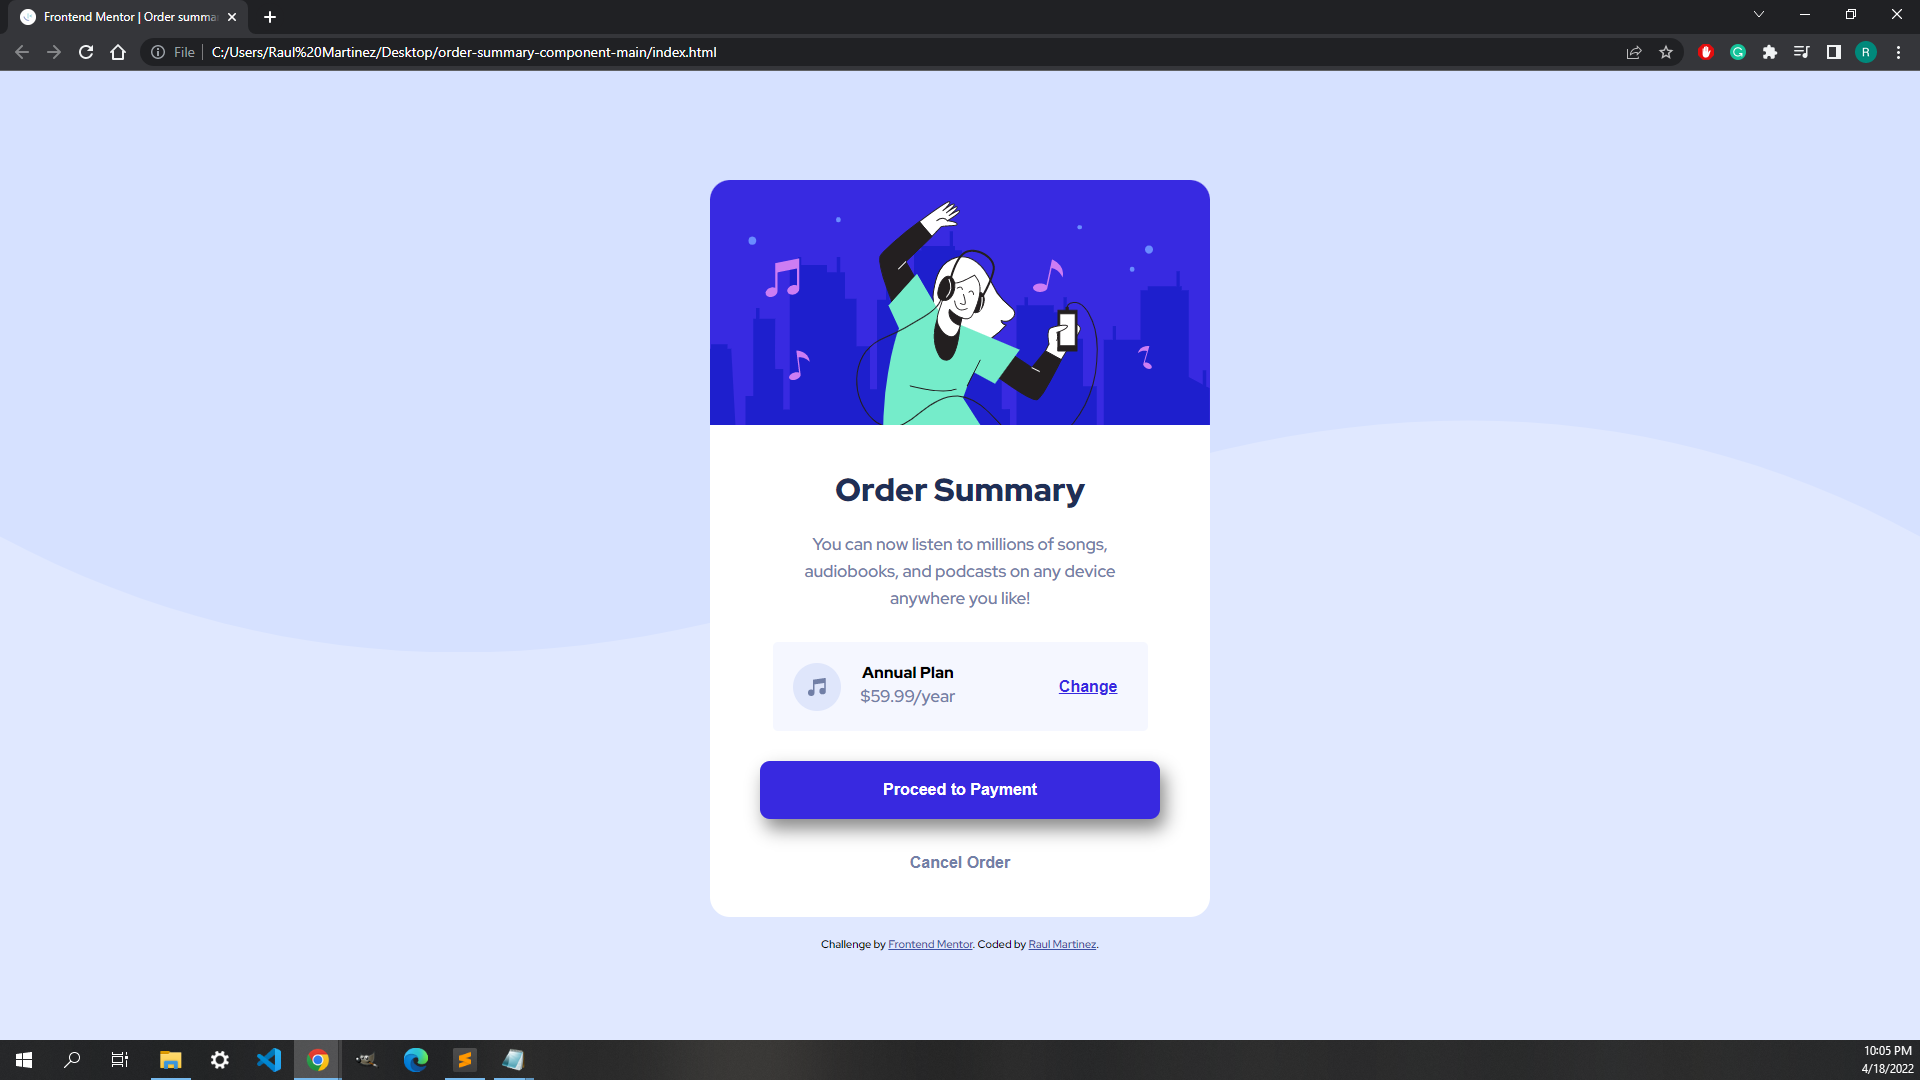 Frontend Mentor | Order summa
File
C:/Users/Raul%20Martinez/Desktop/order-summary-component-main/index.html
R
Order Summary
You can now listen to millions of songs,
audiobooks, and podcasts on any device
anywhere you like!
Annual Plan
$59.99/year
Change
Proceed to Payment
Cancel Order
Challenge by Frontend Mentor. Coded by Raul Martinez.
10:05 PM
4/18/2022